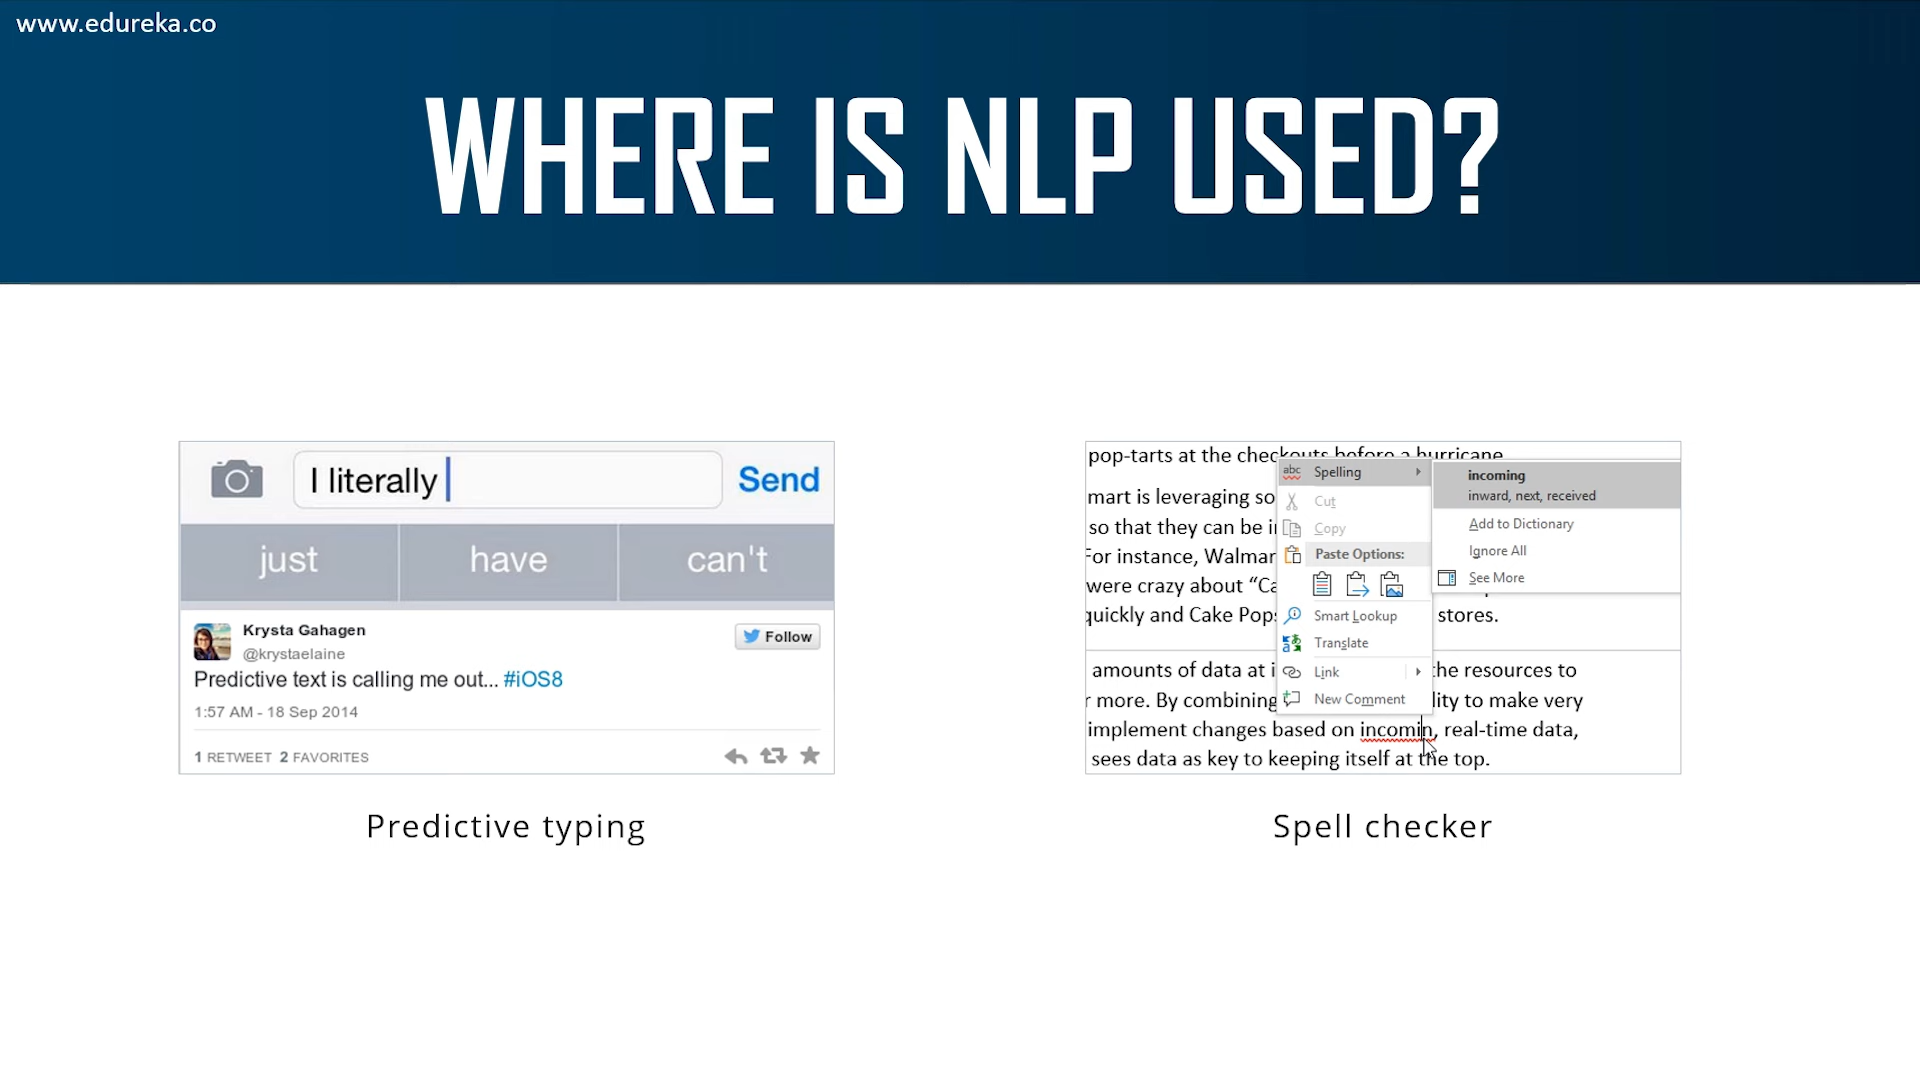 www.edureka.co
WHERE IS NLP USED?
I literally
Send
just
have
can't
Krysta Gahagen
@krystaelaine
Follow
Predictive text is calling me out... #iOS8
1:57 AM - 18 Sep 2014
1 RETWEET 2 FAVORITES
Predictive typing
pop-tarts at the checkouts before a hurricane
mart is leveraging so
so that they can be i
For instance, Walmar
were crazy about “Ca
quickly and Cake Pop
stores.
amounts of data at i
the resources to
r more. By combining
lity to make very
implement changes based on incomin, real-time data,
sees data as key to keeping itself at the top.
abc
Spelling
Cut
Copy
Paste Options:
Smart Lookup
Translate
Link
New Comment
incoming
inward, next, received
Add to Dictionary
Ignore All
See More
Spell checker